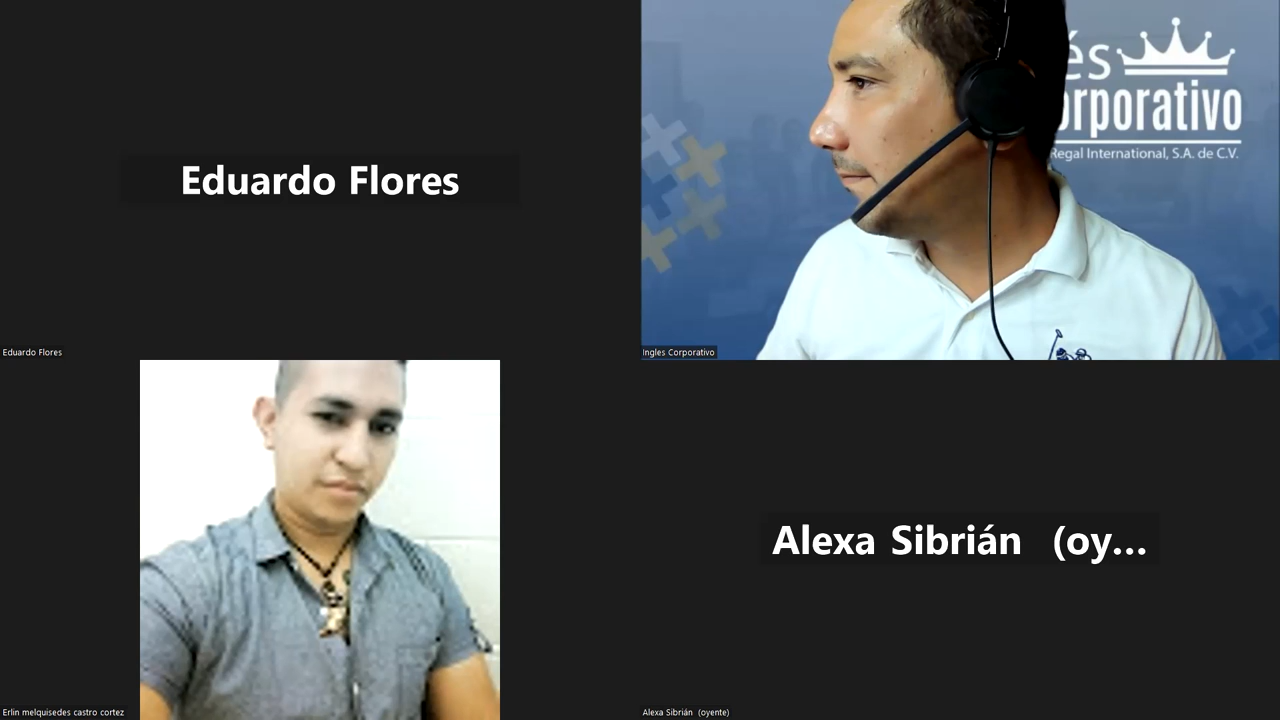 Eduardo Flores
Eduardo Flores
és
orporativo
Regal International, S.A. de C.V.
Ingles Corporativo
Erlin melquisedes castro cortez
Alexa Sibrián (oy...
Alexa Sibrián (oyente)